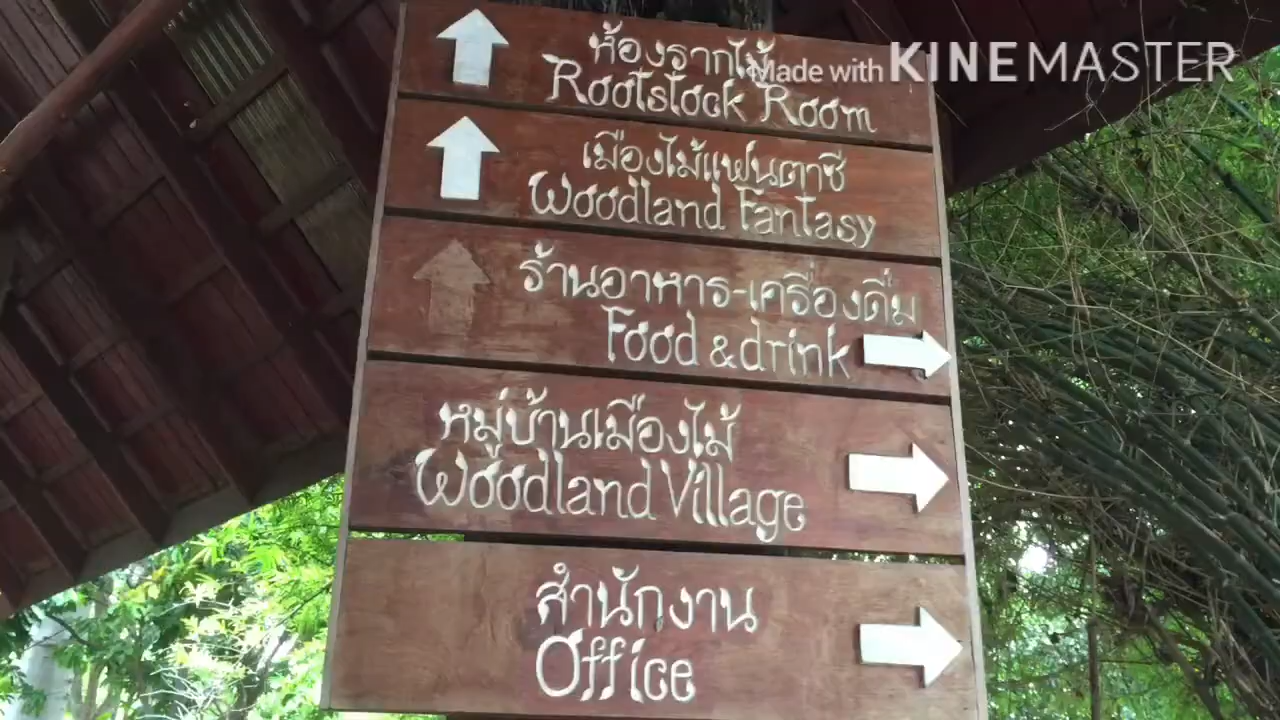 ห้องรากไม้
Made with KINEMASTER
Rootstock Room
เมืองไม้แฟนตาซี
Woodland Fantasy
ร้านอาหาร-เครื่องดื่ม
Food & drink
หมู่บ้านเมืองไม้
Woodland Village
สำนักงาน
Office